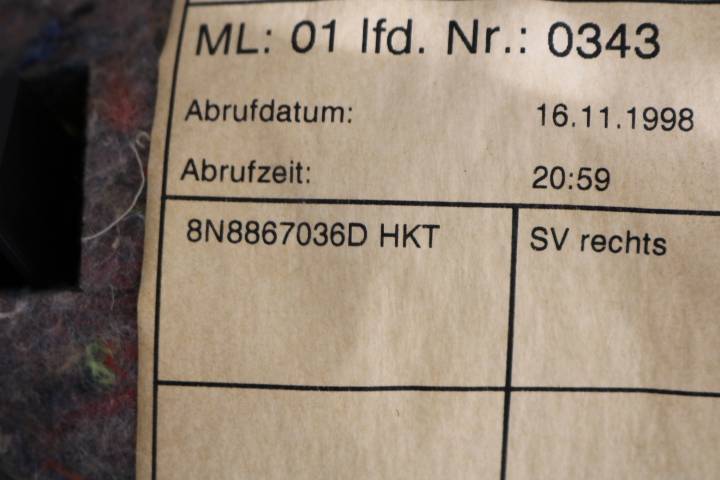 ML: 01 lfd. Nr.: 0343
Abrufdatum: 16.11.1998
Abrufzeit: 20:59
8N8867036D HKT SV rechts